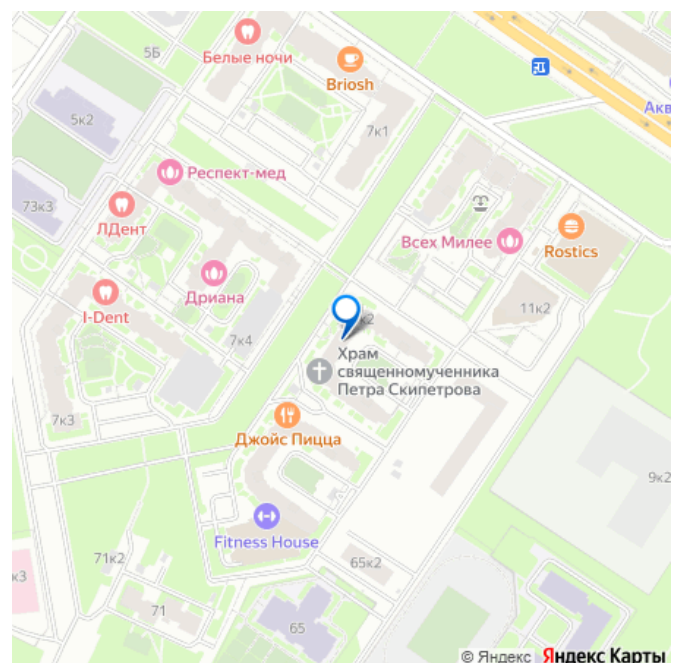 5Б
Белые ночи
Briosh
Акв
5к2
7к1
Респект-мед
73к3
ЛДент
Всех Милее
Rostics
Дриана
I-Dent
11к2
к2
7к4
Храм
священномученника
Петра Скипетрова
7к3
Джойс Пицца
9к2
Fitness House
71к2
65к2
к3
71
65
© Яндекс Яндекс Карты